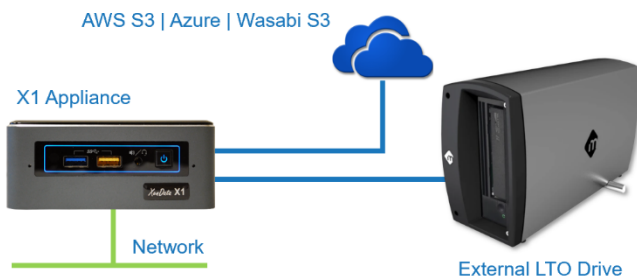 AWS S3 | Azure | Wasabi S3
X1 Appliance
XenData X1
Network
External LTO Drive